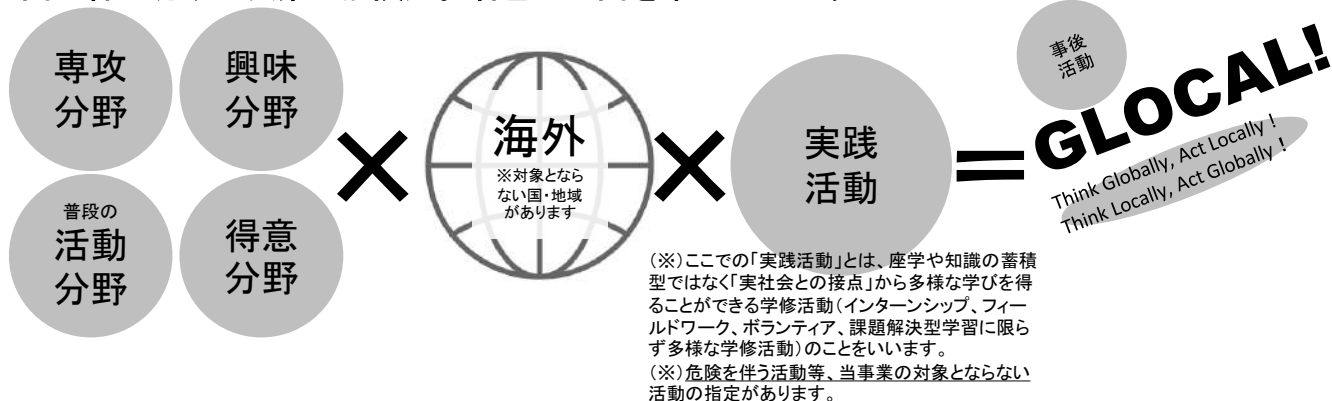 専攻
分野
興味
分野
普段の
活動
分野
得意
分野
×
海外
※対象となら
ない国・地域
があります
×
実践
活動
=
事後
活動
GLOCAL!
Think Globally, Act Locally!
Think Locally, Act Globally!
(※)ここでの「実践活動」とは、座学や知識の蓄積
型ではなく「実社会との接点」から多様な学びを得
ることができる学修活動(インターンシップ、フィー
ルドワーク、ボランティア、課題解決型学習に限ら
ず多様な学修活動)のことをいいます。
(※)危険を伴う活動等、当事業の対象とならない
活動の指定があります。